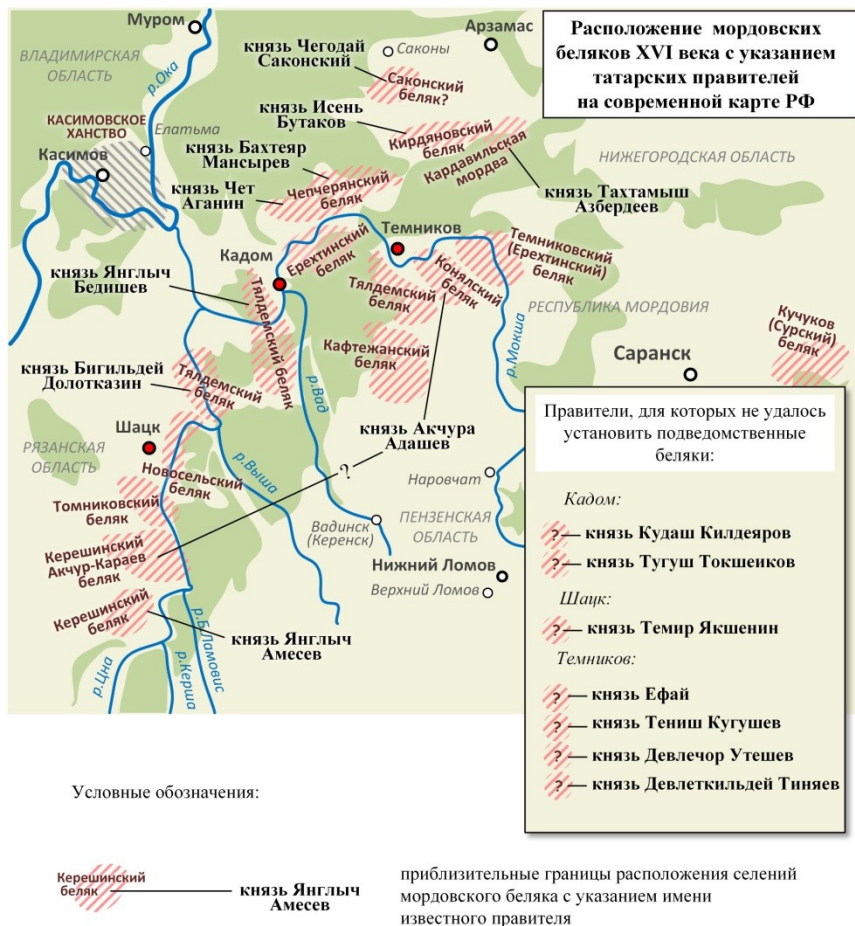 Расположение мордовских
беляков XVI века с указанием
татарских правителей
на современной карте РФ
Муром
ВЛАДИМИРСКАЯ
ОБЛАСТЬ
р.Ока
князь Чегодай
Саконский
Саконы
Арзамас
Саконский
беляк?
КАСИМОВСКОЕ
ХАНСТВО
Елатьма
Касимов
князь Исень
Бутаков
Кирдяновский
беляк
Кардавильская
мордва
НИЖЕГОРОДСКАЯ ОБЛАСТЬ
князь Бахтеяр
Мансырев
князь Чет
Аганин
Чепчерянский
беляк
князь Тахтамыш
Азбердеев
Кадом
Ерехтинский
беляк
Темников
Темниковский
(Ерехтинский)
беляк
князь Янглыч
Бедишев
Тялдемский беляк
Тялдемский
беляк
Конялский
беляк
РЕСПУБЛИКА МОРДОВИЯ
Кучуков
(Сурский)
беляк
Кафтежанский
беляк
р.Мокша
Саранск
князь Бигильдей
Долотказин
Тялдемский
беляк
р.Вад
князь Акчура
Адашев
Шацк
РЯЗАНСКАЯ
ОБЛАСТЬ
Новосельский
беляк
р.Выша
?
Томниковский
беляк
Наровчат
Вадинск
(Керенск)
ПЕНЗЕНСКАЯ
ОБЛАСТЬ
Керешинский
Акчур-Караев
беляк
Нижний Ломов
Верхний Ломов
Керешинский
беляк
князь Янглыч
Амесев
р.Цна
р.Керша
р.Б.Ламовис
Правители, для которых не удалось
установить подведомственные
беляки:
Кадом:
? князь Кудаш Килдеяров
? князь Тугуш Токшеиков
Шацк:
? князь Темир Якшенин
Темников:
? князь Ефай
? князь Тениш Кугушев
? князь Девлечор Утешев
? князь Девлеткильдей Тиняев
Условные обозначения:
Керешинский
беляк
князь Янглыч
Амесев
приблизительные границы расположения селений
мордовского беляка с указанием имени
известного правителя